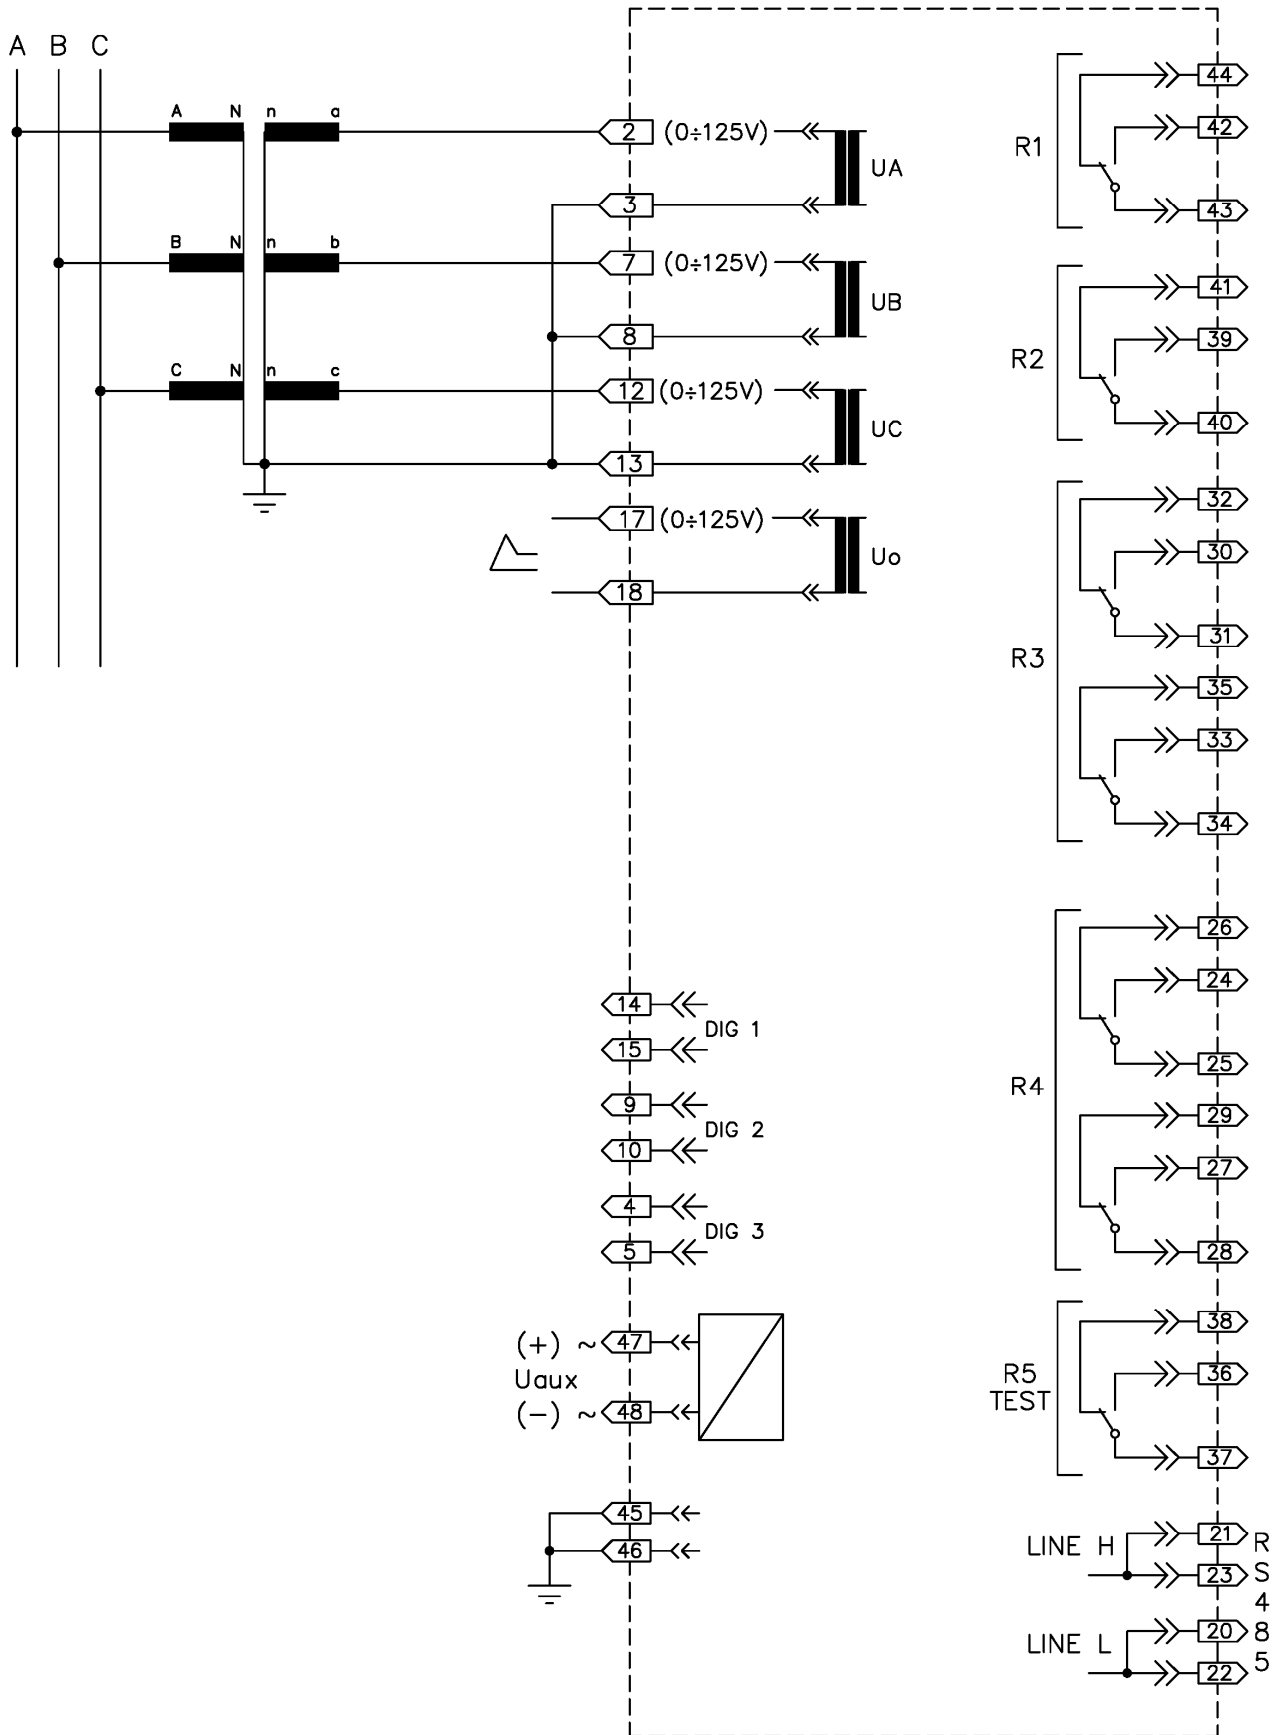 A B C
A N n a
2 (0÷125V)
UA
3
B N n b
7 (0÷125V)
UB
8
C N n c
12 (0÷125V)
UC
13
17 (0÷125V)
Uo
18
14
DIG 1
15
9
DIG 2
10
4
DIG 3
5
(+) ~ 47
Uaux
(-) ~ 48
45
46
R1
44
42
43
R2
41
39
40
R3
32
30
31
35
33
34
R4
26
24
25
29
27
28
R5
TEST
38
36
37
LINE H
21
23
LINE L
20
22
RS485